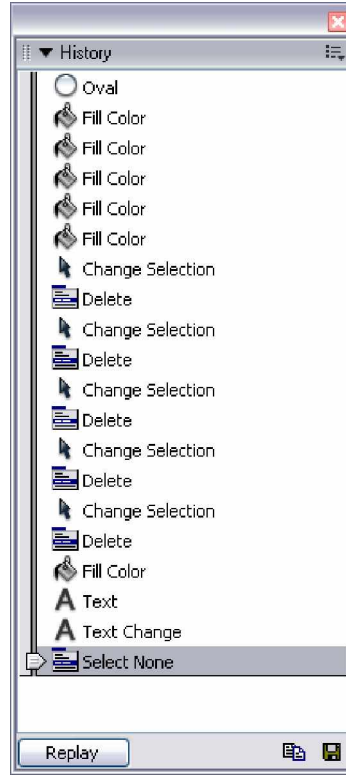 History
Oval
Fill Color
Fill Color
Fill Color
Fill Color
Fill Color
Change Selection
Delete
Change Selection
Delete
Change Selection
Delete
Change Selection
Delete
Change Selection
Delete
Fill Color
A Text
A Text Change
Select None
Replay